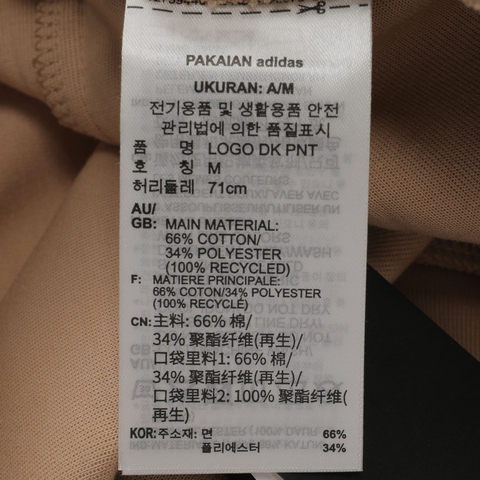 PAKAIAN adidas
UKURAN: A/M
전기용품 및 생활용품 안전
관리법에 의한 품질표시
품 명 LOGO DK PNT
호 칭 M
허리둘레 71cm
AU/
GB: MAIN MATERIAL:
66% COTTON/
34% POLYESTER
(100% RECYCLED)
F: MATIERE PRINCIPALE:
66% COTON/34% POLYESTER
(100% RECYCLÉ)
CN:主料: 66% 棉/
34% 聚酯纤维(再生)/
口袋里料1: 66% 棉/
34% 聚酯纤维(再生)/
口袋里料2: 100% 聚酯纤维(
再生)
KOR:주소재: 면 66%
폴리에스터 34%